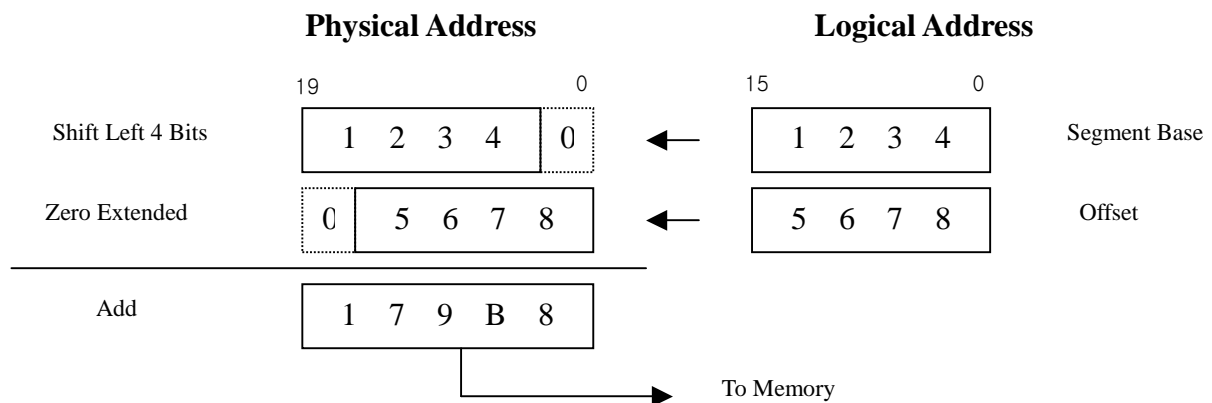 Physical Address Logical Address
19 0 15 0
Shift Left 4 Bits 1 2 3 4 0 1 2 3 4 Segment Base
Zero Extended 0 5 6 7 8 5 6 7 8 Offset
Add 1 7 9 B 8
To Memory